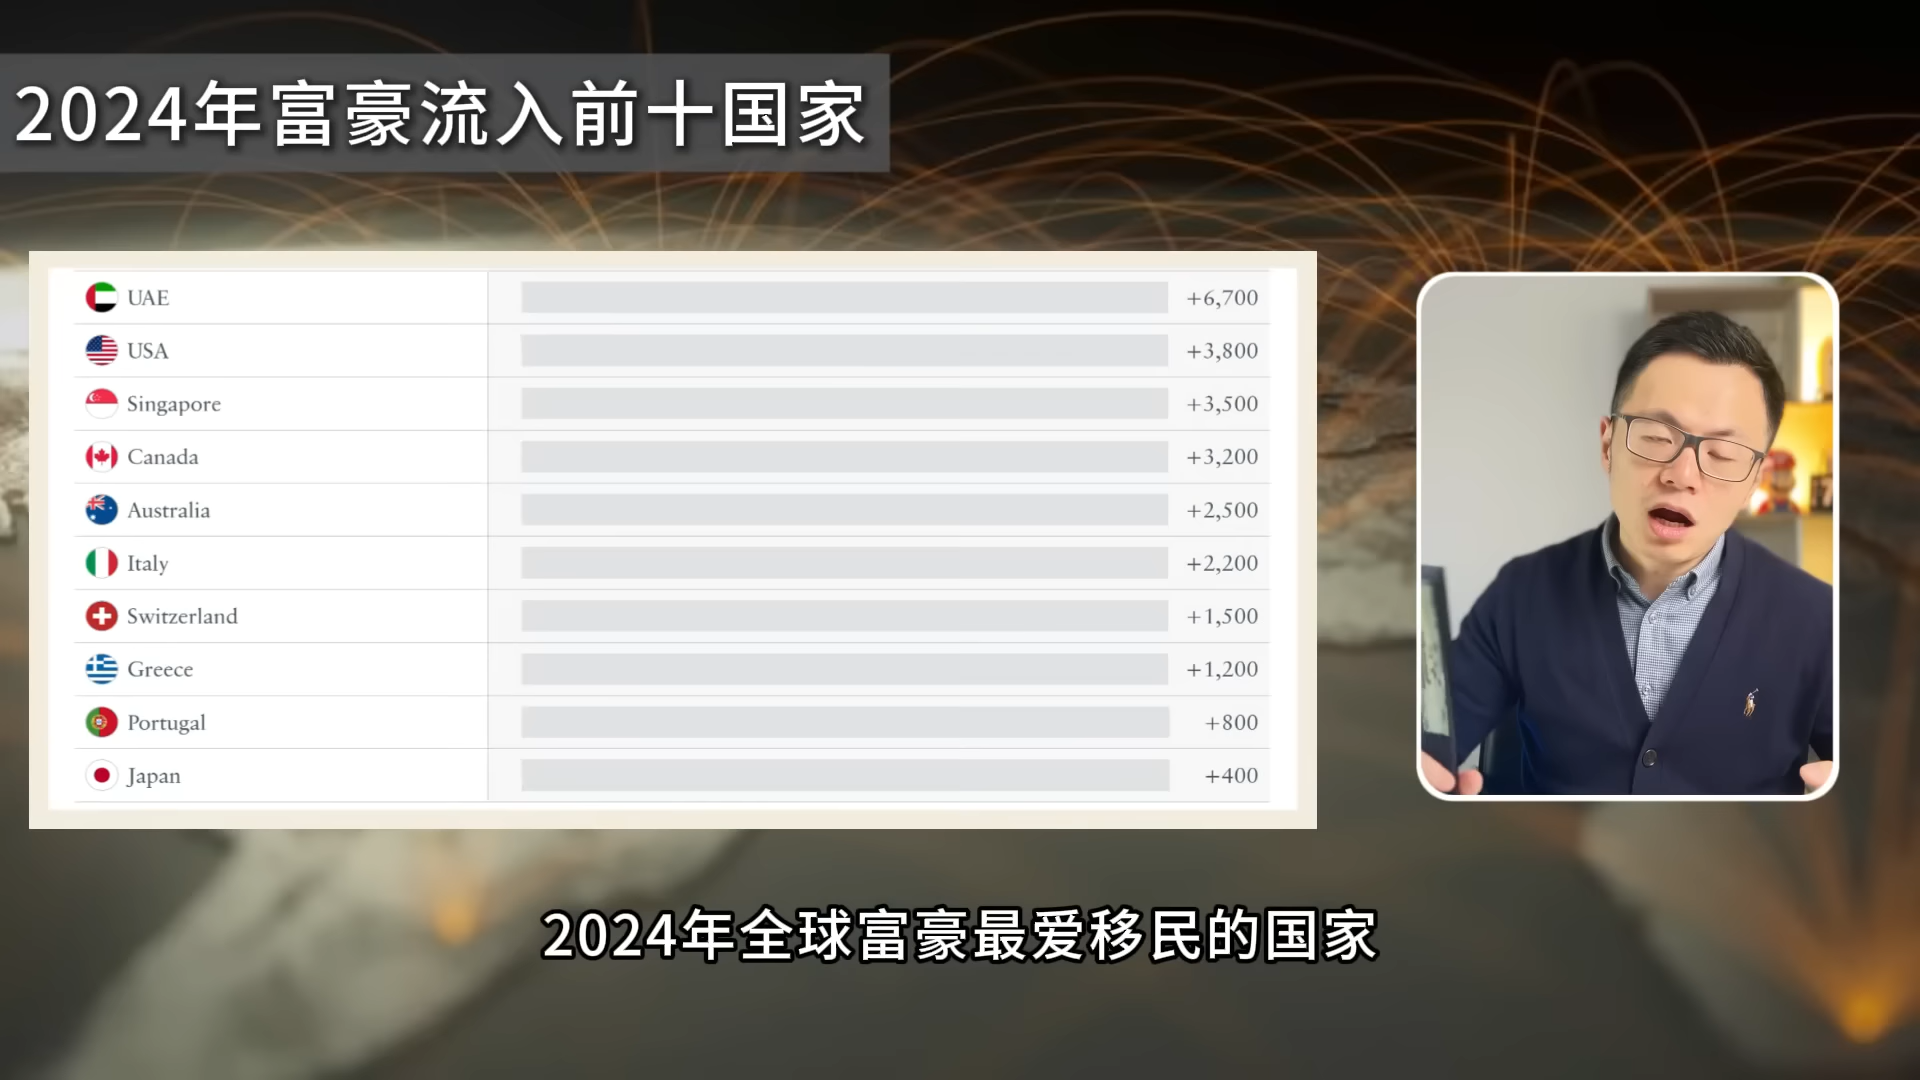 2024年富豪流入前十国家
UAE +6,700
USA +3,800
Singapore +3,500
Canada +3,200
Australia +2,500
Italy +2,200
Switzerland +1,500
Greece +1,200
Portugal +800
Japan +400
2024年全球富豪最爱移民的国家